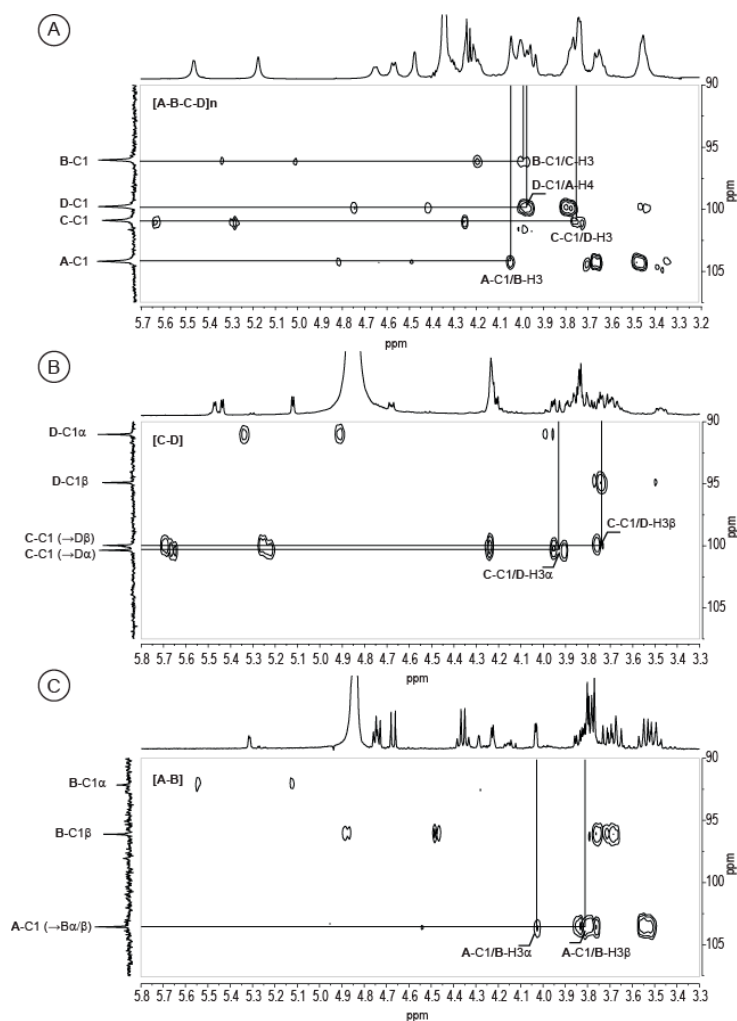 A
[A-B-C-D]n
90
B-C1
95
B-C1/C-H3
D-C1/A-H4
D-C1
100
C-C1
C-C1/D-H3
A-C1
105
A-C1/B-H3
ppm
5.7 5.6 5.5 5.4 5.3 5.2 5.1 5.0 4.9 4.8 4.7 4.6 4.5 4.4 4.3 4.2 4.1 4.0 3.9 3.8 3.7 3.6 3.5 3.4 3.3 3.2
ppm
B
[C-D]
90
D-C1α
D-C1β
95
C-C1 (→Dβ)
C-C1/D-H3β
100
C-C1 (→Dα)
C-C1/D-H3α
105
ppm
5.8 5.7 5.6 5.5 5.4 5.3 5.2 5.1 5.0 4.9 4.8 4.7 4.6 4.5 4.4 4.3 4.2 4.1 4.0 3.9 3.8 3.7 3.6 3.5 3.4 3.3
ppm
C
[A-B]
90
B-C1α
B-C1β
95
100
A-C1 (→Bα/β)
A-C1/B-H3α
A-C1/B-H3β
105
ppm
5.8 5.7 5.6 5.5 5.4 5.3 5.2 5.1 5.0 4.9 4.8 4.7 4.6 4.5 4.4 4.3 4.2 4.1 4.0 3.9 3.8 3.7 3.6 3.5 3.4 3.3
ppm